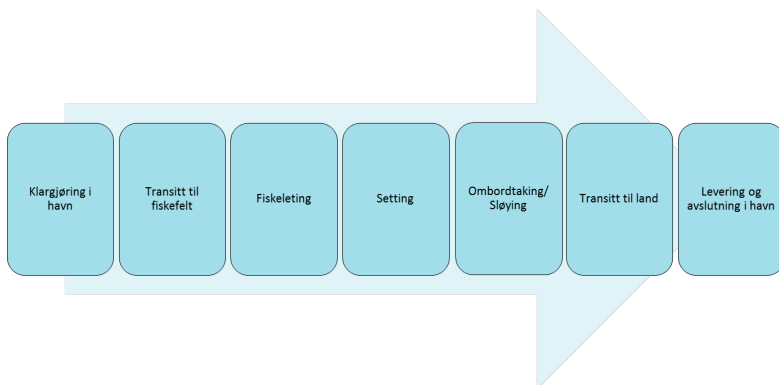 Klargjøring i
havn
Transitt til
fiskefelt
Fiskeleting
Setting
Ombordtaking/
Sløying
Transitt til land
Levering og
avslutning i havn